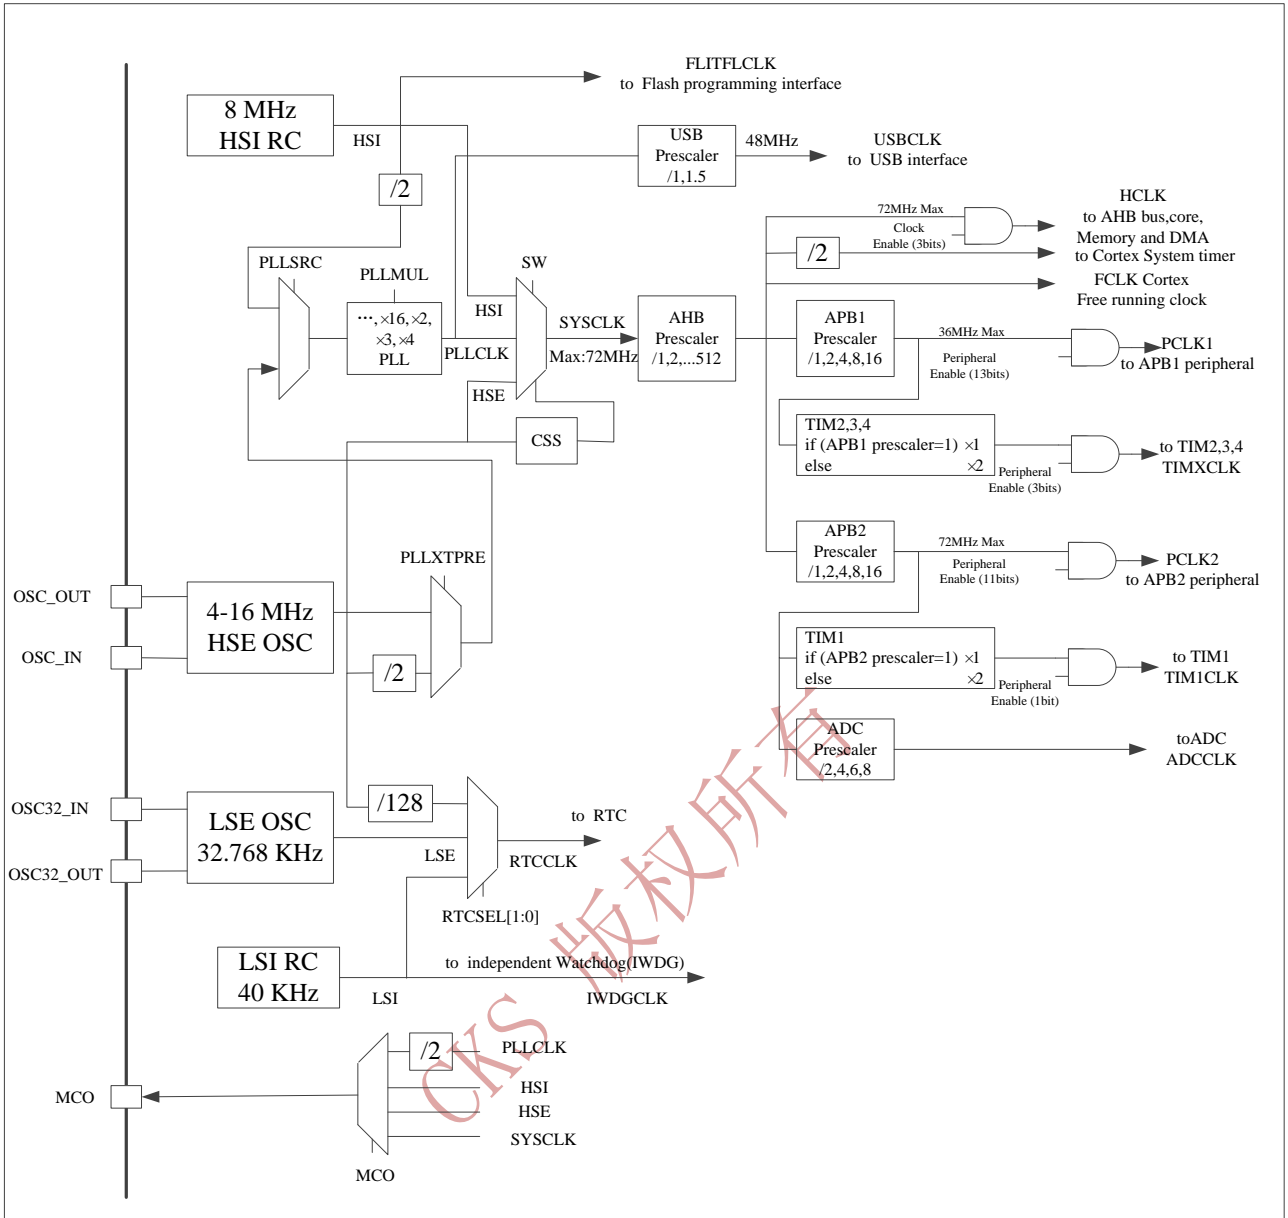 FLITFLCLK
to Flash programming interface
8 MHz
HSI RC
HSI
USB
Prescaler
/1,1.5
48MHz
USBCLK
to USB interface
/2
HCLK
to AHB bus,core,
Memory and DMA
72MHz Max
Clock
Enable (3bits)
/2
to Cortex System timer
FCLK Cortex
Free running clock
PLLSRC
PLLMUL
SW
···, ×16, ×2,
×3, ×4
PLL
HSI
PLLCLK
HSE
SYSCLK
Max:72MHz
AHB
Prescaler
/1,2,...512
APB1
Prescaler
/1,2,4,8,16
36MHz Max
Peripheral
Enable (13bits)
PCLK1
to APB1 peripheral
CSS
TIM2,3,4
if (APB1 prescaler=1) ×1
else ×2
Peripheral
Enable (3bits)
to TIM2,3,4
TIMXCLK
APB2
Prescaler
/1,2,4,8,16
72MHz Max
Peripheral
Enable (11bits)
PCLK2
to APB2 peripheral
PLLXTPRE
OSC_OUT
OSC_IN
4-16 MHz
HSE OSC
/2
TIM1
if (APB2 prescaler=1) ×1
else ×2
Peripheral
Enable (1bit)
to TIM1
TIM1CLK
ADC
Prescaler
/2,4,6,8
toADC
ADCCLK
OSC32_IN
OSC32_OUT
LSE OSC
32.768 KHz
/128
LSE
to RTC
RTCCLK
RTCSEL[1:0]
LSI RC
40 KHz
LSI
to independent Watchdog(IWDG)
IWDGCLK
/2
PLLCLK
HSI
HSE
SYSCLK
MCO
MCO
CKS 版权所有